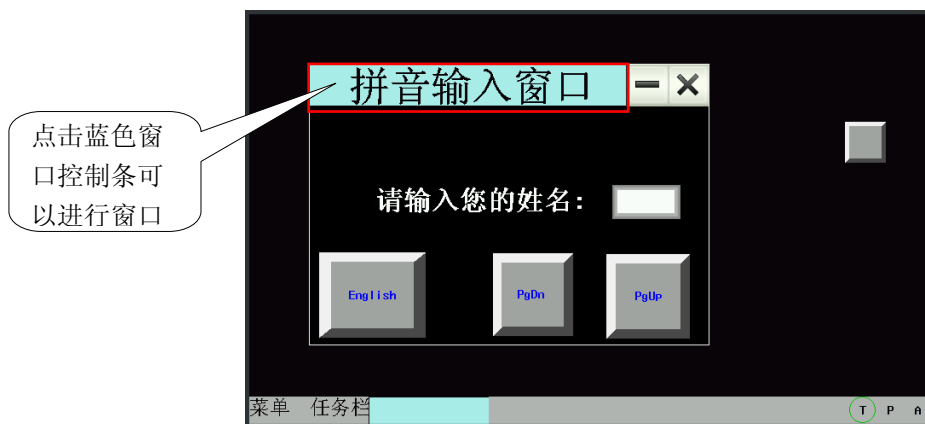 拼音输入窗口
点击蓝色窗
口控制条可
以进行窗口
请输入您的姓名:
English PgDn PgUp
菜单 任务栏 T P A